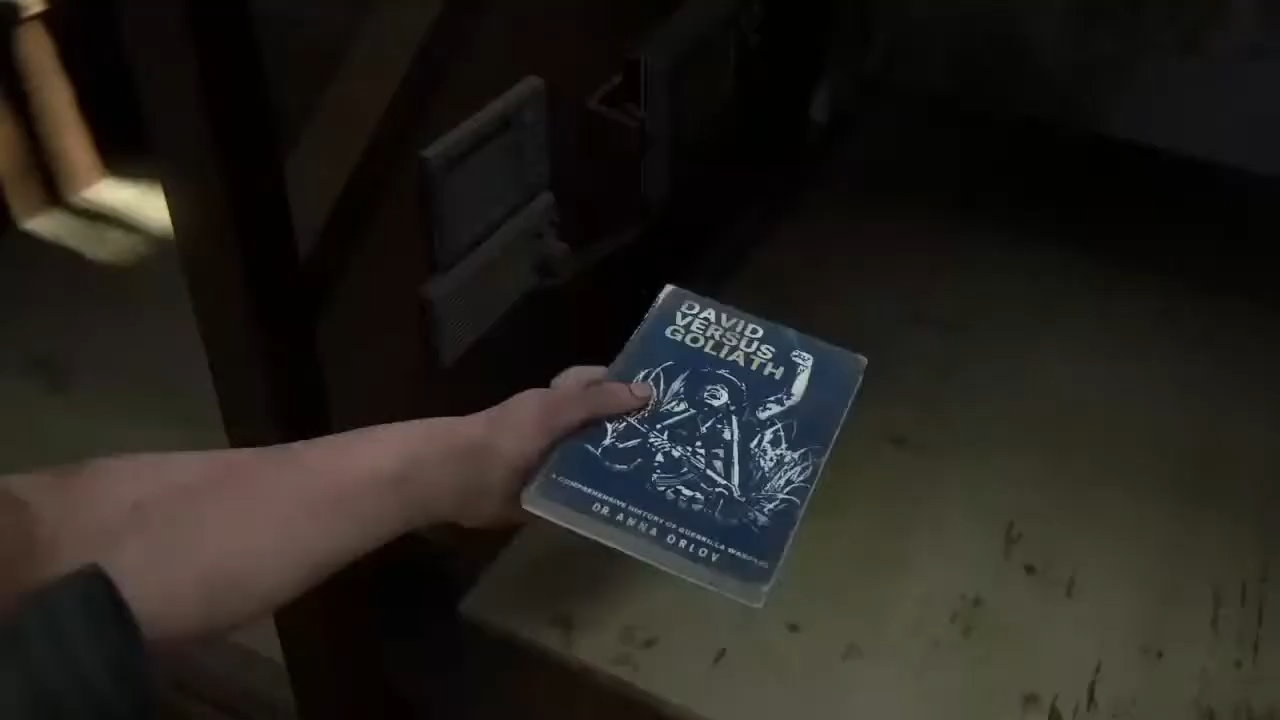 DAVID
VERSUS
GOLIATH
A COMPREHENSIVE HISTORY OF GUERRILLA WARFARE
DR. ANNA ORLOV